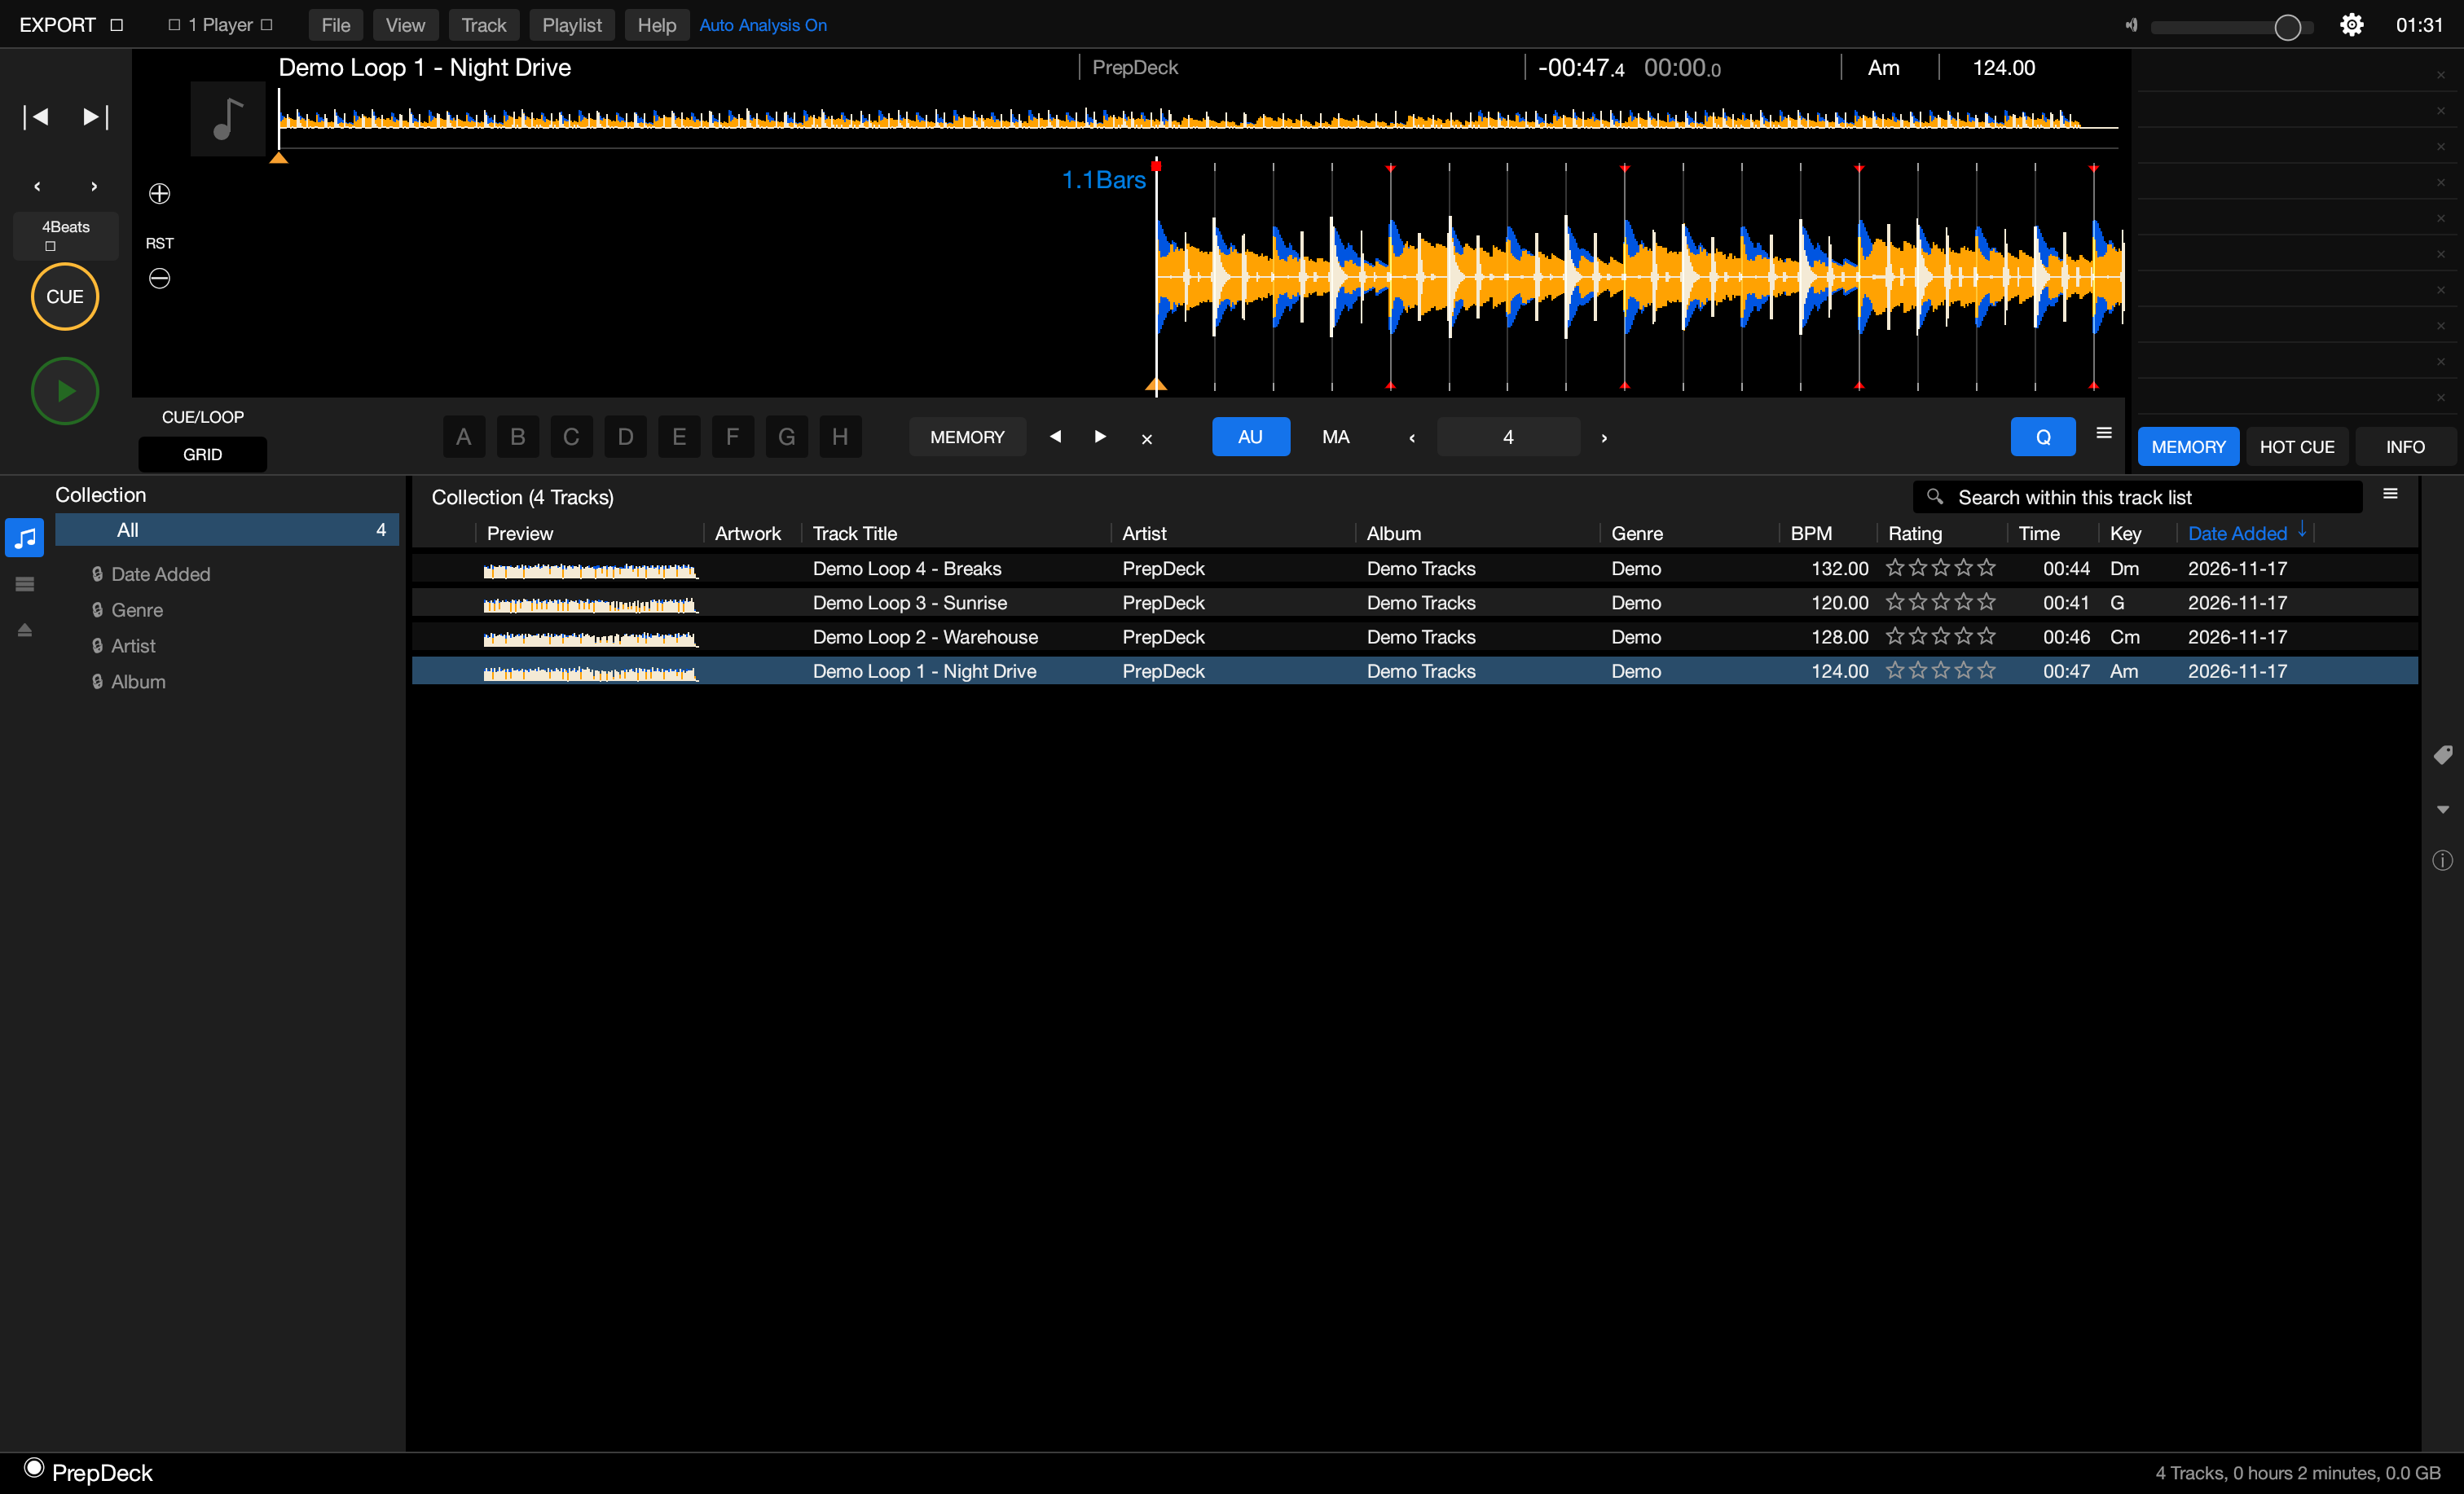 EXPORT 1 Player File View Track Playlist Help Auto Analysis On 01:31
Demo Loop 1 - Night Drive PrepDeck -00:47.4 00:00.0 Am 124.00
1.1Bars
4Beats
RST
CUE
CUE/LOOP
GRID
A B C D E F G H MEMORY AU MA 4 Q
MEMORY HOT CUE INFO
Collection
All 4
Date Added
Genre
Artist
Album
Collection (4 Tracks) Search within this track list
Preview Artwork Track Title Artist Album Genre BPM Rating Time Key Date Added
Demo Loop 4 - Breaks PrepDeck Demo Tracks Demo 132.00 00:44 Dm 2026-11-17
Demo Loop 3 - Sunrise PrepDeck Demo Tracks Demo 120.00 00:41 G 2026-11-17
Demo Loop 2 - Warehouse PrepDeck Demo Tracks Demo 128.00 00:46 Cm 2026-11-17
Demo Loop 1 - Night Drive PrepDeck Demo Tracks Demo 124.00 00:47 Am 2026-11-17
PrepDeck
4 Tracks, 0 hours 2 minutes, 0.0 GB